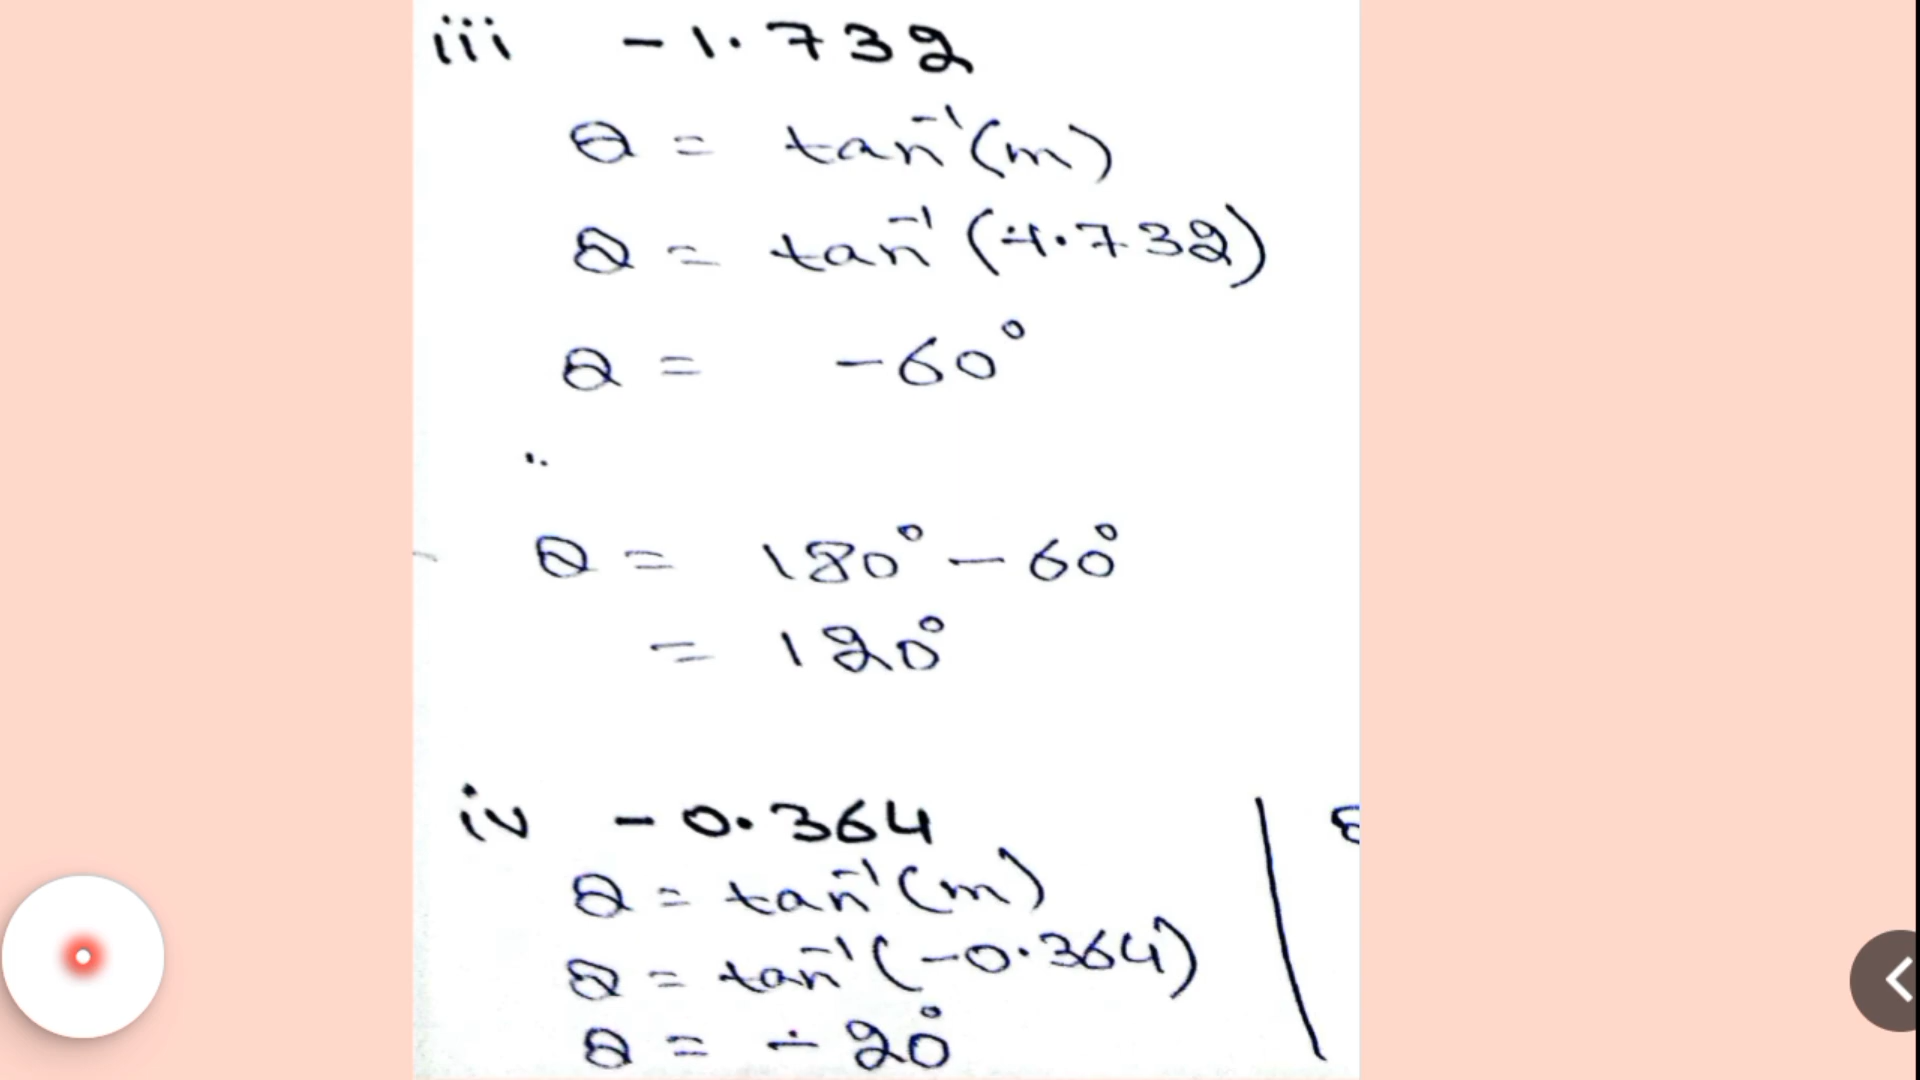 iii -1.732
θ = tan⁻¹(m)
θ = tan⁻¹(-1.732)
θ = -60°
θ = 180° - 60°
= 120°
iv -0.364
θ = tan⁻¹(m)
θ = tan⁻¹(-0.364)
θ = -20°